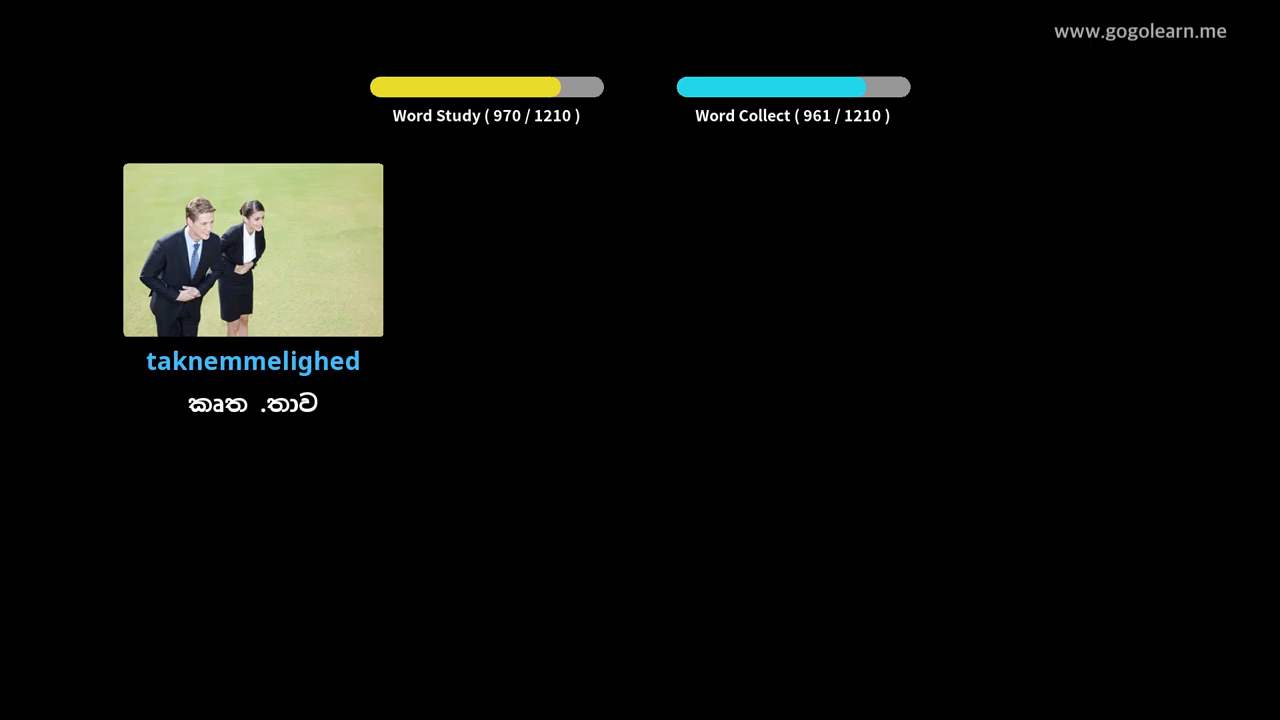 www.gogolearn.me
Word Study ( 970 / 1210 )
Word Collect ( 961 / 1210 )
taknemmelighed
කෘත .තාව